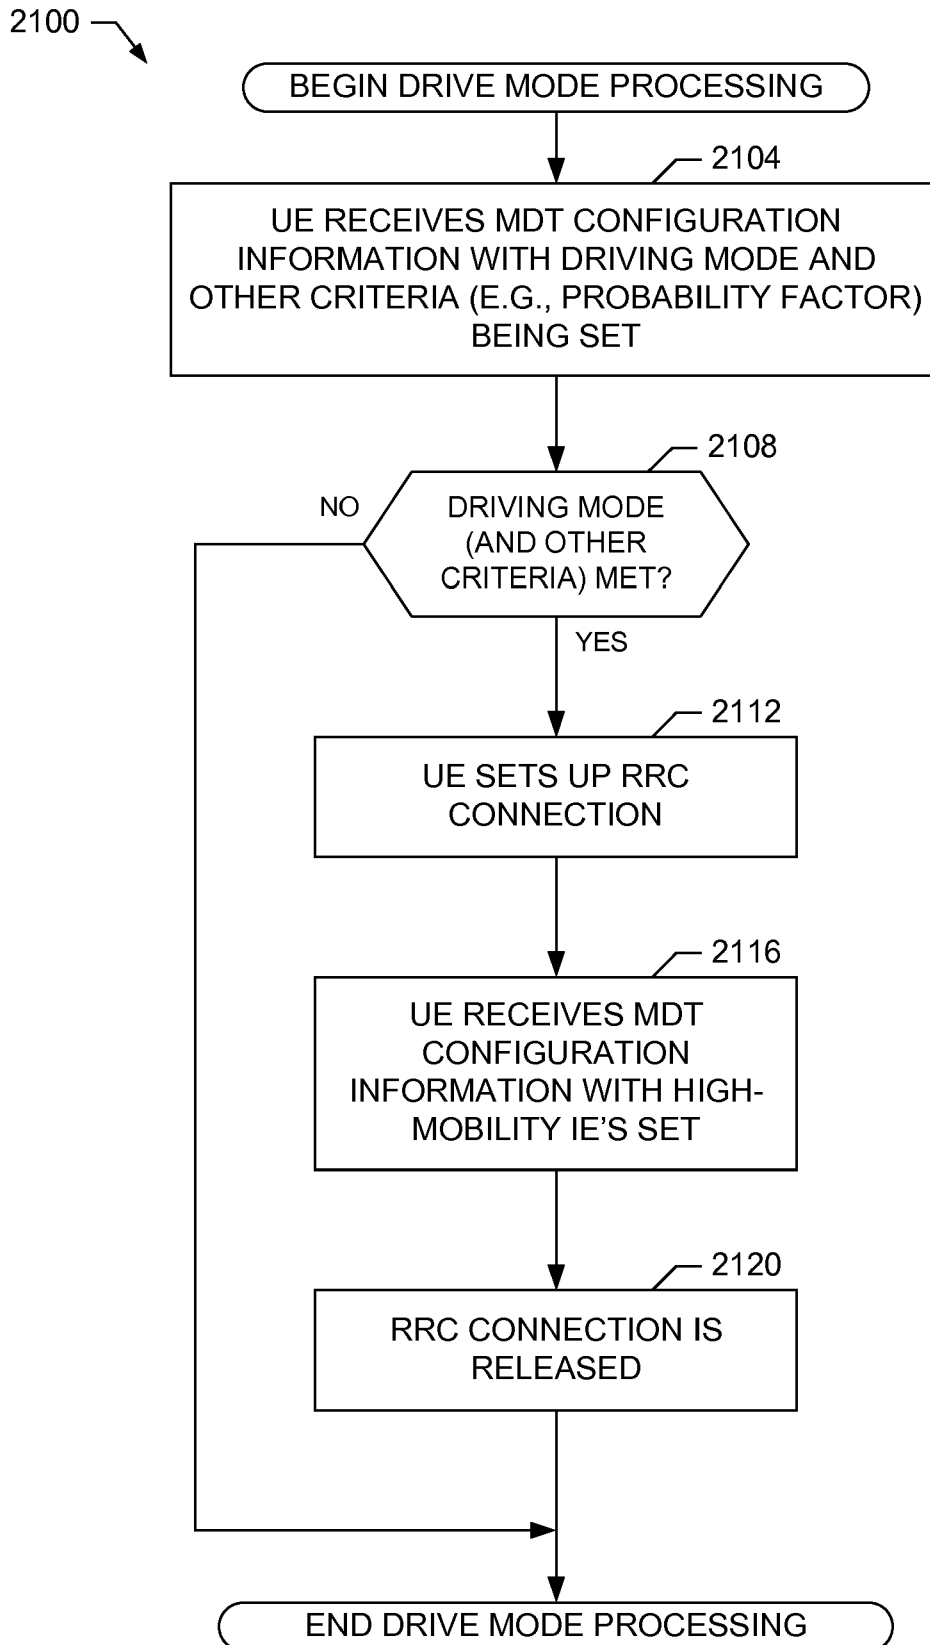 2100
BEGIN DRIVE MODE PROCESSING
2104
UE RECEIVES MDT CONFIGURATION
INFORMATION WITH DRIVING MODE AND
OTHER CRITERIA (E.G., PROBABILITY FACTOR)
BEING SET
2108
NO
DRIVING MODE
(AND OTHER
CRITERIA) MET?
YES
2112
UE SETS UP RRC
CONNECTION
2116
UE RECEIVES MDT
CONFIGURATION
INFORMATION WITH HIGH-
MOBILITY IE'S SET
2120
RRC CONNECTION IS
RELEASED
END DRIVE MODE PROCESSING